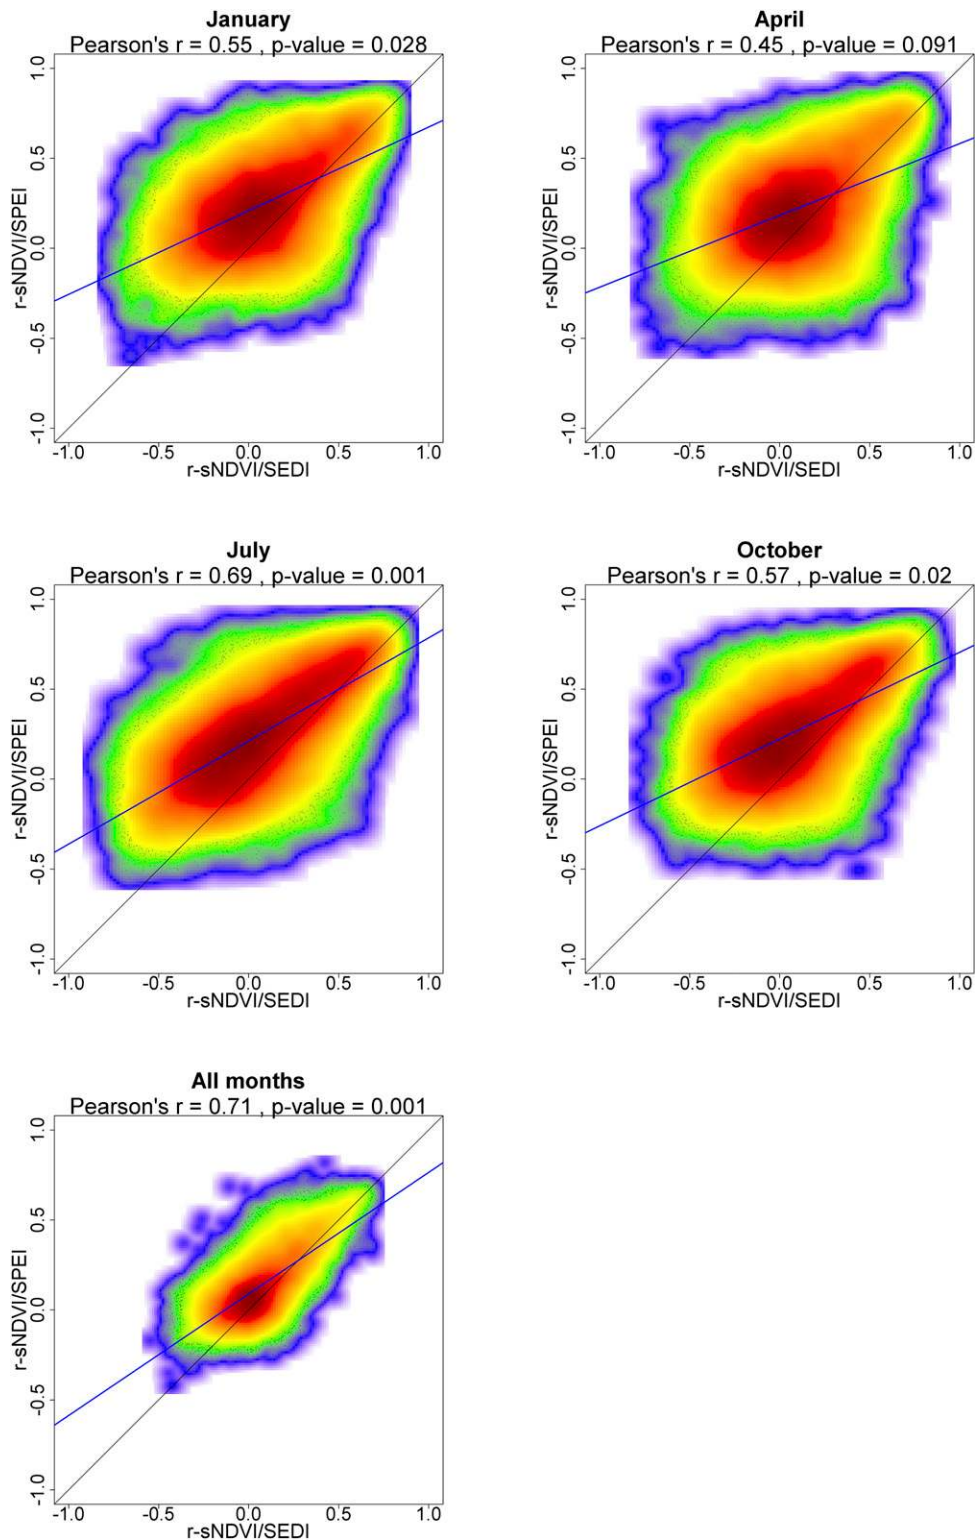 January
Pearson's r = 0.55 , p-value = 0.028
r-sNDVI/SPEI
1.0
0.5
0.0
-0.5
-1.0
-1.0 -0.5 0.0 0.5 1.0
r-sNDVI/SEDI
April
Pearson's r = 0.45 , p-value = 0.091
r-sNDVI/SPEI
1.0
0.5
0.0
-0.5
-1.0
-1.0 -0.5 0.0 0.5 1.0
r-sNDVI/SEDI
July
Pearson's r = 0.69 , p-value = 0.001
r-sNDVI/SPEI
1.0
0.5
0.0
-0.5
-1.0
-1.0 -0.5 0.0 0.5 1.0
r-sNDVI/SEDI
October
Pearson's r = 0.57 , p-value = 0.02
r-sNDVI/SPEI
1.0
0.5
0.0
-0.5
-1.0
-1.0 -0.5 0.0 0.5 1.0
r-sNDVI/SEDI
All months
Pearson's r = 0.71 , p-value = 0.001
r-sNDVI/SPEI
1.0
0.5
0.0
-0.5
-1.0
-1.0 -0.5 0.0 0.5 1.0
r-sNDVI/SEDI